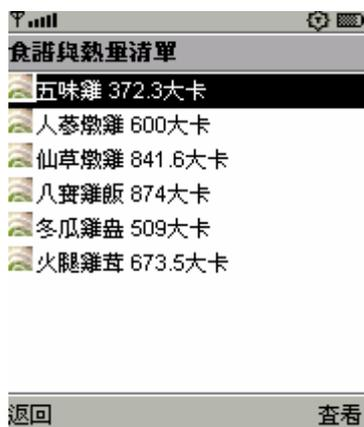 食譜與熱量清單
五味雞 372.3大卡
人蔘燉雞 600大卡
仙草燉雞 841.6大卡
八寶雞飯 874大卡
冬瓜雞盅 509大卡
火腿雞茸 673.5大卡
返回 查看